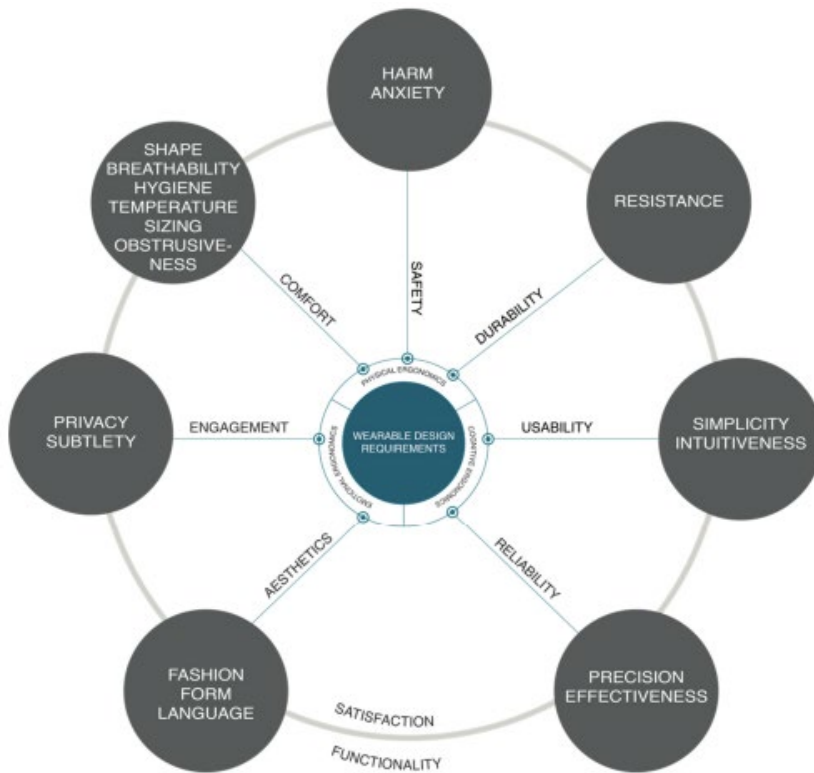 HARM
ANXIETY
SHAPE
BREATHABILITY
HYGIENE
TEMPERATURE
SIZING
OBSTRUSIVE-
NESS
RESISTANCE
COMFORT
SAFETY
DURABILITY
PHYSICAL ERGONOMICS
PRIVACY
SUBTLETY
ENGAGEMENT
WEARABLE DESIGN
REQUIREMENTS
USABILITY
SIMPLICITY
INTUITIVENESS
EMOTIONAL ERGONOMICS
COGNITIVE ERGONOMICS
AESTHETICS
RELIABILITY
FASHION
FORM
LANGUAGE
PRECISION
EFFECTIVENESS
SATISFACTION
FUNCTIONALITY